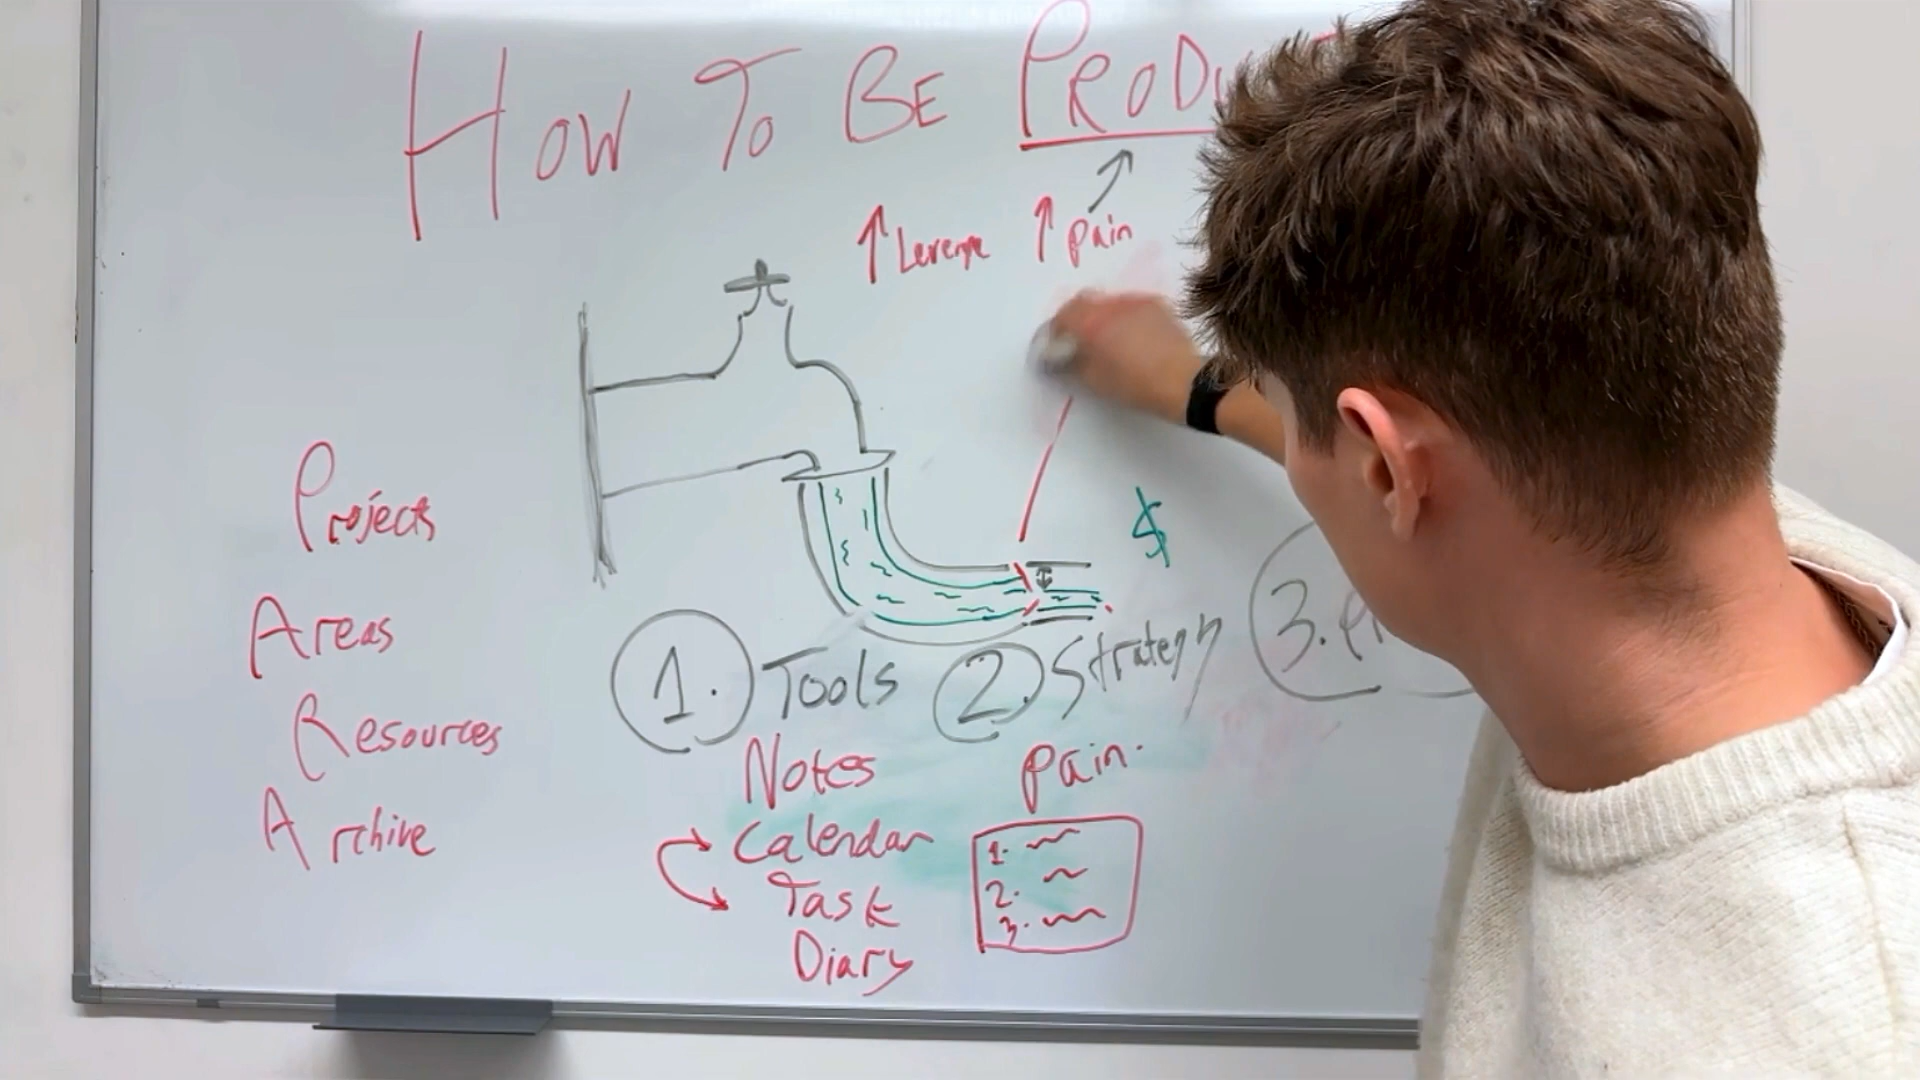 HOW TO BE PRODU
↑ Leverge ↑ pain
$
1. Tools 2. Strategy 3. P
Projects
Areas
Resources
Archive
Notes
Calendar
Task
Diary
Pain.
1.
2.
3.